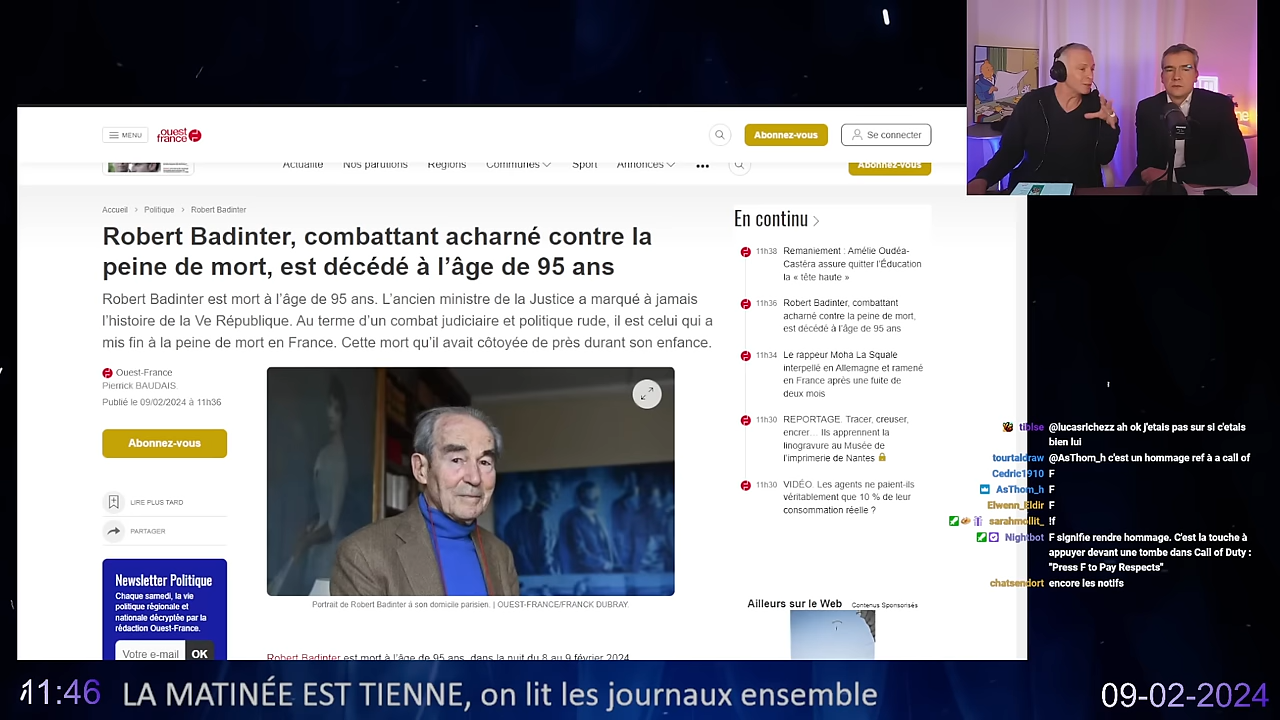 MENU
ouest
france
Abonnez-vous
Se connecter
Actualité
Nos parutions
Régions
Communes
Sport
Annonces
Abonnez-vous
Accueil > Politique > Robert Badinter
Robert Badinter, combattant acharné contre la
peine de mort, est décédé à l'âge de 95 ans
Robert Badinter est mort à l'âge de 95 ans. L'ancien ministre de la Justice a marqué à jamais
l'histoire de la Ve République. Au terme d'un combat judiciaire et politique rude, il est celui qui a
mis fin à la peine de mort en France. Cette mort qu'il avait côtoyée de près durant son enfance.
Ouest-France
Pierrick BAUDAIS.
Publié le 09/02/2024 à 11h36
Abonnez-vous
LIRE PLUS TARD
PARTAGER
Newsletter Politique
Chaque samedi, la vie
politique régionale et
nationale décryptée par la
rédaction Ouest-France.
Votre e-mail
OK
Portrait de Robert Badinter à son domicile parisien. | OUEST-FRANCE/FRANCK DUBRAY
Robert Badinter est mort à l'âge de 95 ans, dans la nuit du 8 au 9 février 2024
En continu >
11h38 Remaniement : Amélie Oudéa-
Castéra assure quitter l'Éducation
la « tête haute »
11h36 Robert Badinter, combattant
acharné contre la peine de mort,
est décédé à l'âge de 95 ans
11h34 Le rappeur Moha La Squale
interpellé en Allemagne et ramené
en France après une fuite de
deux mois
11h30 REPORTAGE. Tracer, creuser,
encrer… Ils apprennent la
linogravure au Musée de
l'imprimerie de Nantes
11h30 VIDÉO. Les agents ne paient-ils
véritablement que 10 % de leur
consommation réelle ?
Ailleurs sur le Web Contenus Sponsorisés
@lucasrichezz ah ok j'etais pas sur si c'etais
bien lui
tourtaldraw @AsThom_h c'est un hommage ref à a call of
Cedric1910 F
AsThom_h F
Elwenn_Eldir F
sarahmollit_ !f
Nightbot F signifie rendre hommage. C'est la touche à
appuyer devant une tombe dans Call of Duty :
"Press F to Pay Respects"
chatsendort encore les notifs
11:46 LA MATINÉE EST TIENNE, on lit les journaux ensemble
09-02-2024